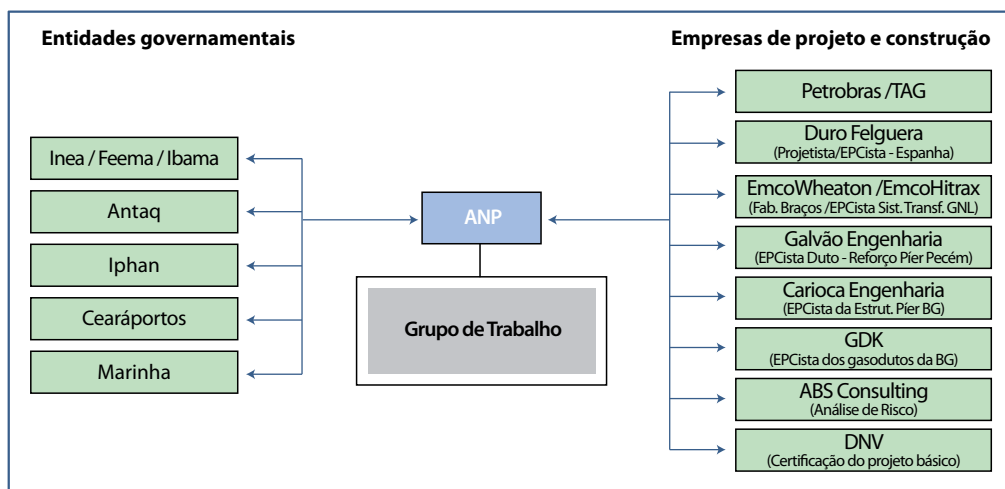 Entidades governamentais
Inea / Feema / Ibama
Antaq
Iphan
Cearáportos
Marinha
ANP
Grupo de Trabalho
Empresas de projeto e construção
Petrobras /TAG
Duro Felguera
(Projetista/EPCista - Espanha)
EmcoWheaton /EmcoHitrax
(Fab. Braços /EPCista Sist. Transf. GNL)
Galvão Engenharia
(EPCista Duto - Reforço Píer Pecém)
Carioca Engenharia
(EPCista da Estrut. Píer BG)
GDK
(EPCista dos gasodutos da BG)
ABS Consulting
(Análise de Risco)
DNV
(Certificação do projeto básico)